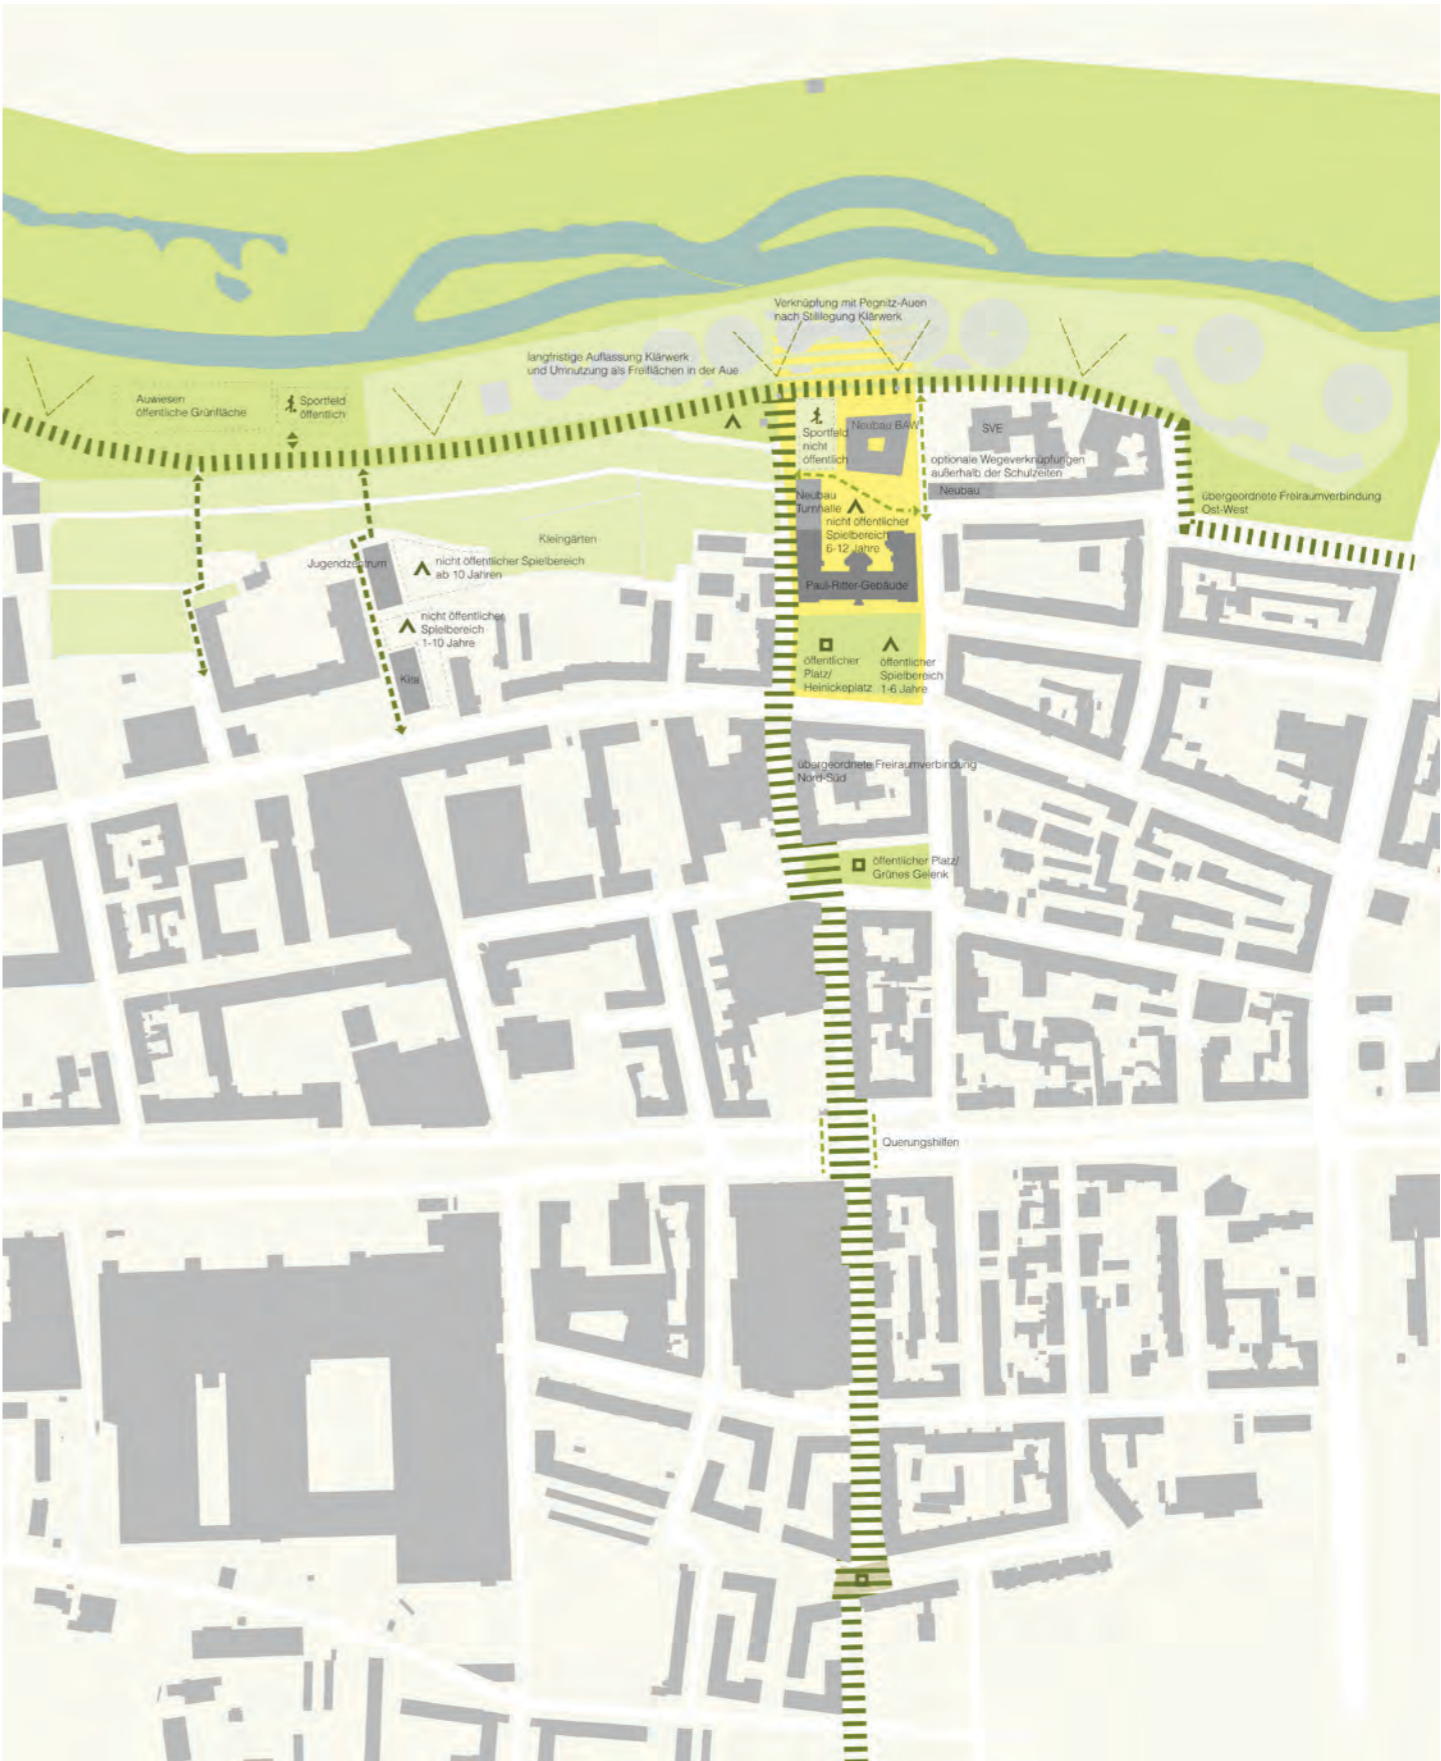 Verknüpfung mit Pegnitz-Auen
nach Stilllegung Klärwerk
langfristige Auflassung Klärwerk
und Umnutzung als Freiflächen in der Aue
Auwiesen
öffentliche Grünfläche
Sportfeld
öffentlich
Sportfeld
nicht
öffentlich
Neubau BAW
SVE
optionale Wegeverknüpfungen
außerhalb der Schulzeiten
Neubau
übergeordnete Freiraumverbindung
Ost-West
Neubau
Turnhalle
nicht öffentlicher
Spielbereich
6-12 Jahre
Kleingärten
Jugendzentrum
nicht öffentlicher Spielbereich
ab 10 Jahren
Paul-Ritter-Gebäude
nicht öffentlicher
Spielbereich
1-10 Jahre
Kita
öffentlicher
Platz/
Heinickeplatz
öffentlicher
Spielbereich
1-6 Jahre
übergeordnete Freiraumverbindung
Nord-Süd
öffentlicher Platz/
Grünes Gelenk
Querungshilfen